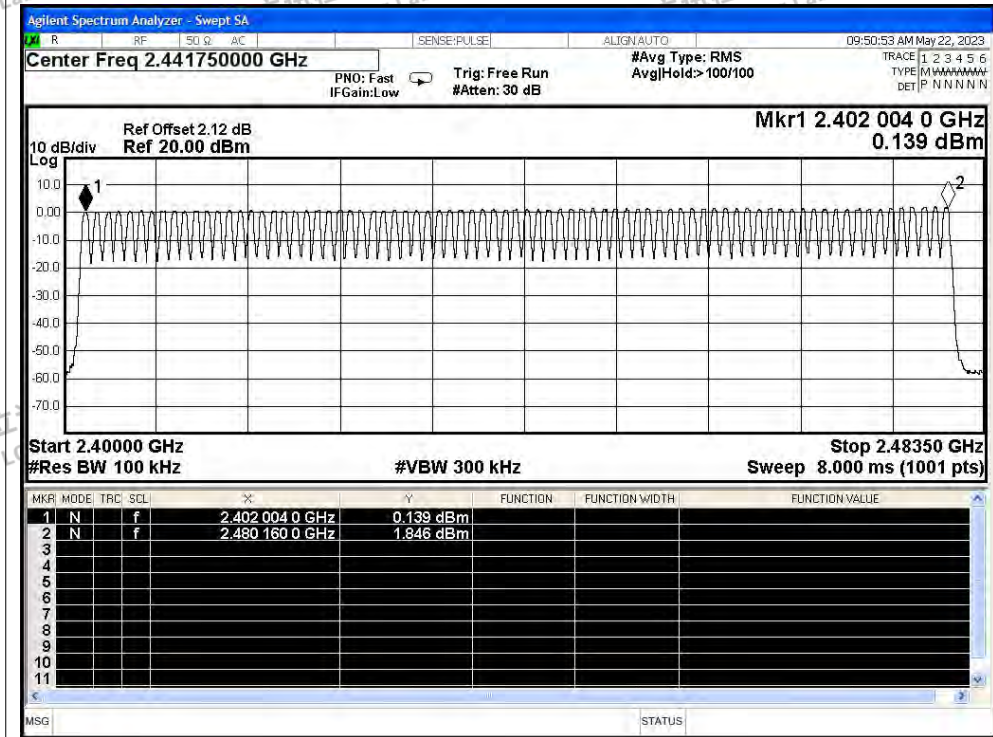 Agilent Spectrum Analyzer - Swept SA
LXI R RF 50 Ω AC SENSE:PULSE ALIGN AUTO 09:50:53 AM May 22, 2023
Center Freq 2.441750000 GHz #Avg Type: RMS TRACE 1 2 3 4 5 6
PNO: Fast Trig: Free Run Avg|Hold:>100/100 TYPE MWWWWW
IFGain:Low #Atten: 30 dB DET P N N N N N
Mkr1 2.402 004 0 GHz
Ref Offset 2.12 dB
10 dB/div Ref 20.00 dBm 0.139 dBm
Log
10.0
1
2
0.00
-10.0
-20.0
-30.0
-40.0
-50.0
-60.0
-70.0
Start 2.40000 GHz Stop 2.48350 GHz
#Res BW 100 kHz #VBW 300 kHz Sweep 8.000 ms (1001 pts)
MKR MODE TRC SCL X Y FUNCTION FUNCTION WIDTH FUNCTION VALUE
1 N f 2.402 004 0 GHz 0.139 dBm
2 N f 2.480 160 0 GHz 1.846 dBm
3
4
5
6
7
8
9
10
11
MSG STATUS